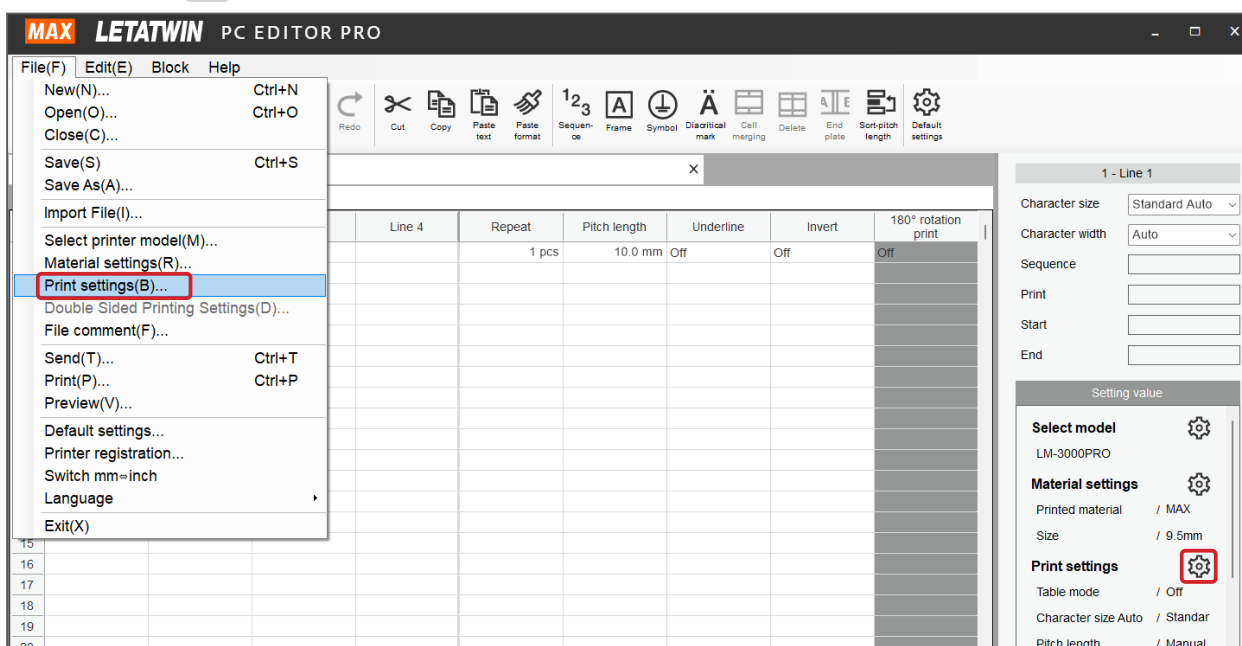 MAX LETATWIN PC EDITOR PRO
File(F) Edit(E) Block Help
New(N)... Ctrl+N
Open(O)... Ctrl+O
Close(C)...
Save(S) Ctrl+S
Save As(A)...
Import File(I)...
Select printer model(M)...
Material settings(R)...
Print settings(B)...
Double Sided Printing Settings(D)...
File comment(F)...
Send(T)... Ctrl+T
Print(P)... Ctrl+P
Preview(V)...
Default settings...
Printer registration...
Switch mm⇔inch
Language
Exit(X)
Redo
Cut
Copy
Paste text
Paste format
Sequen-ce
Frame
Symbol
Diacritical mark
Cell merging
Delete
End plate
Sort-pitch length
Default settings
Line 4 Repeat Pitch length Underline Invert 180° rotation print
1 pcs 10.0 mm Off Off Off
15
16
17
18
19
20
1 - Line 1
Character size Standard Auto
Character width Auto
Sequence
Print
Start
End
Setting value
Select model
LM-3000PRO
Material settings
Printed material / MAX
Size / 9.5mm
Print settings
Table mode / Off
Character size Auto / Standar
Pitch length / Manual